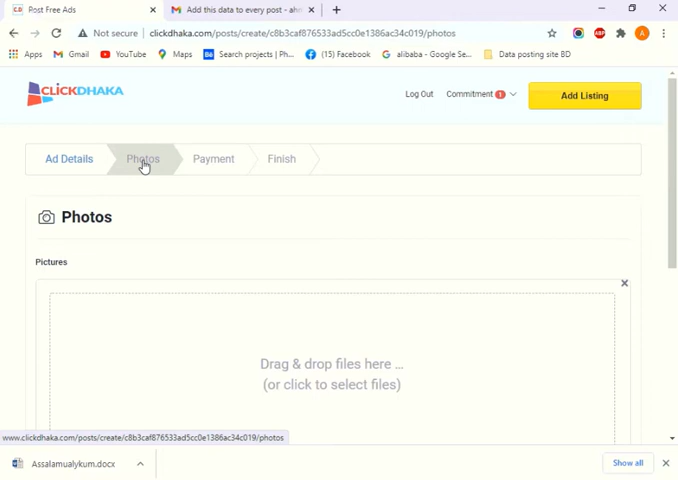 Post Free Ads
Add this data to every post - ahm
Not secure
clickdhaka.com/posts/create/c8b3caf876533ad5cc0e1386ac34c019/photos
ABP
A
Apps
Gmail
YouTube
Maps
Search projects | Ph...
(15) Facebook
alibaba - Google Se...
Data posting site BD
CLICKDHAKA
Log Out
Commitment 1
Add Listing
Ad Details
Photos
Payment
Finish
Photos
Pictures
Drag & drop files here ...
(or click to select files)
www.clickdhaka.com/posts/create/c8b3caf876533ad5cc0e1386ac34c019/photos
Assalamualykum.docx
Show all